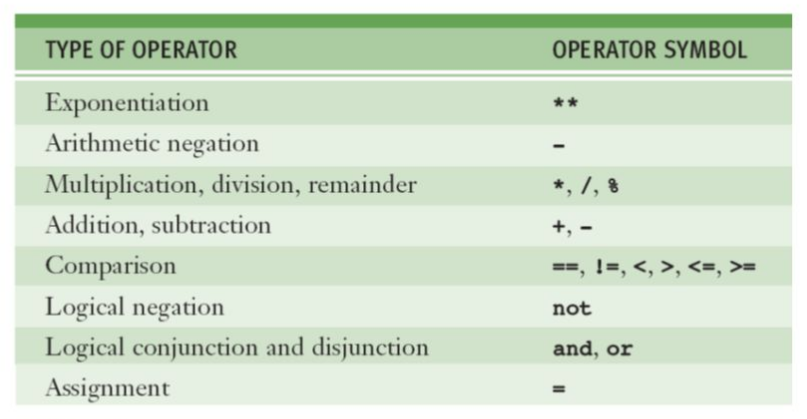 TYPE OF OPERATOR OPERATOR SYMBOL
Exponentiation **
Arithmetic negation -
Multiplication, division, remainder *, /, %
Addition, subtraction +, -
Comparison ==, !=, <, >, <=, >=
Logical negation not
Logical conjunction and disjunction and, or
Assignment =